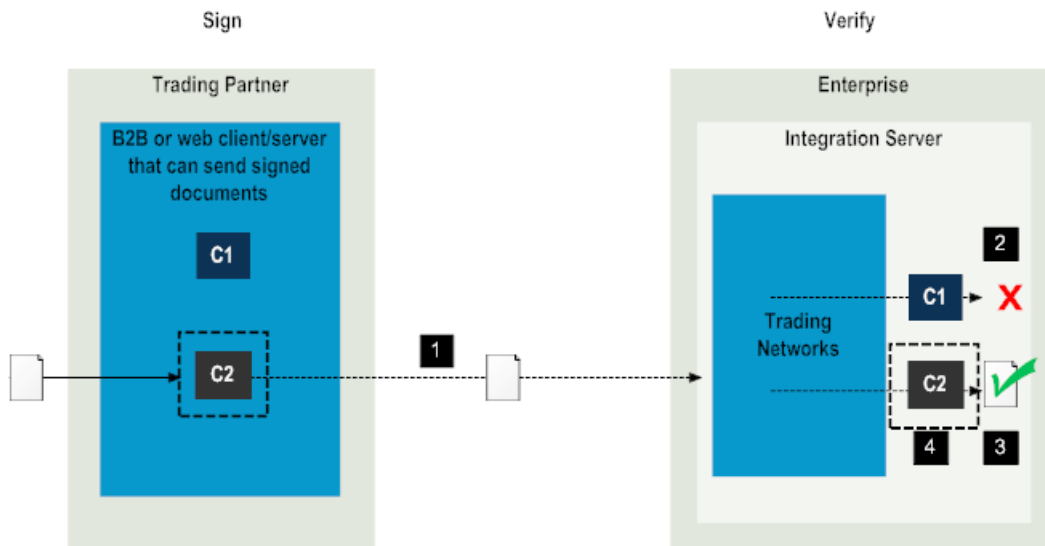 Sign
Verify
Trading Partner
Enterprise
B2B or web client/server
that can send signed
documents
Integration Server
C1
2
C1
X
1
Trading
Networks
C2
C2
4
3